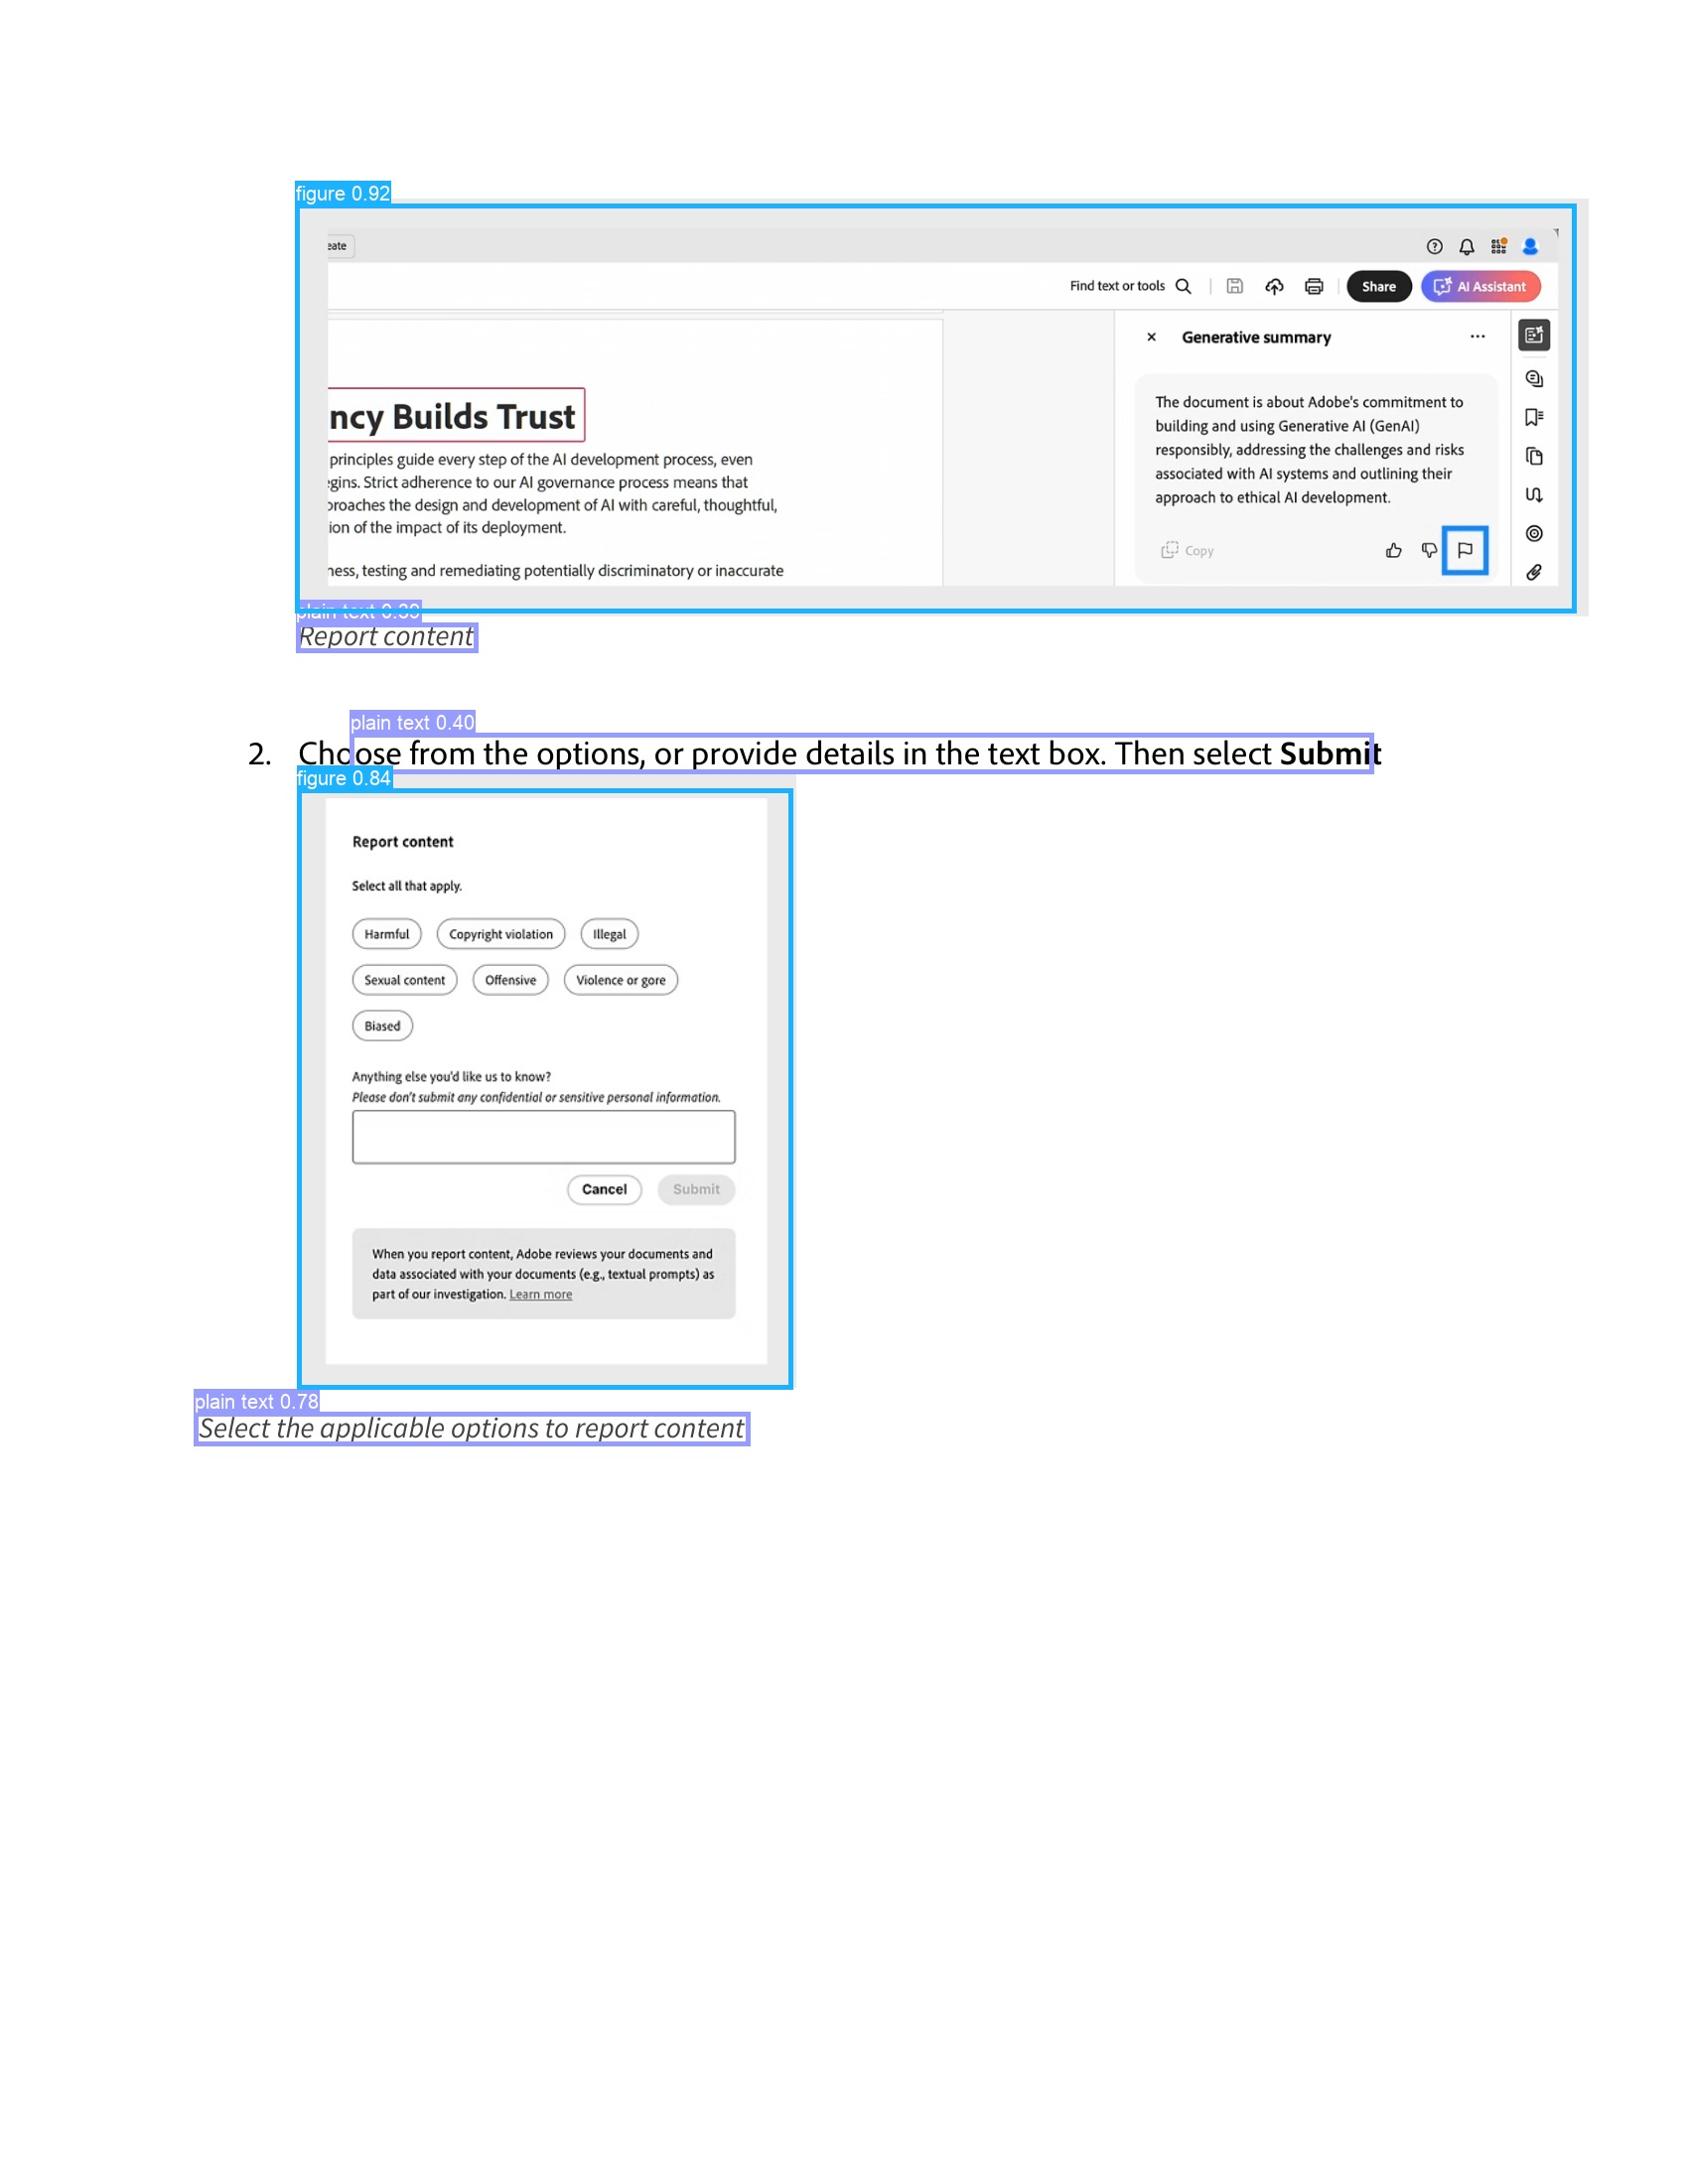 figure 0.92
eate
Find text or tools
Share
AI Assistant
Generative summary
ncy Builds Trust
principles guide every step of the AI development process, even
gins. Strict adherence to our AI governance process means that
proaches the design and development of AI with careful, thoughtful,
ion of the impact of its deployment.
ness, testing and remediating potentially discriminatory or inaccurate
The document is about Adobe's commitment to
building and using Generative AI (GenAI)
responsibly, addressing the challenges and risks
associated with AI systems and outlining their
approach to ethical AI development.
Copy
plain text 0.39
Report content
plain text 0.40
2. Choose from the options, or provide details in the text box. Then select Submit
figure 0.84
Report content
Select all that apply.
Harmful Copyright violation Illegal
Sexual content Offensive Violence or gore
Biased
Anything else you'd like us to know?
Please don't submit any confidential or sensitive personal information.
Cancel Submit
When you report content, Adobe reviews your documents and
data associated with your documents (e.g., textual prompts) as
part of our investigation. Learn more
plain text 0.78
Select the applicable options to report content